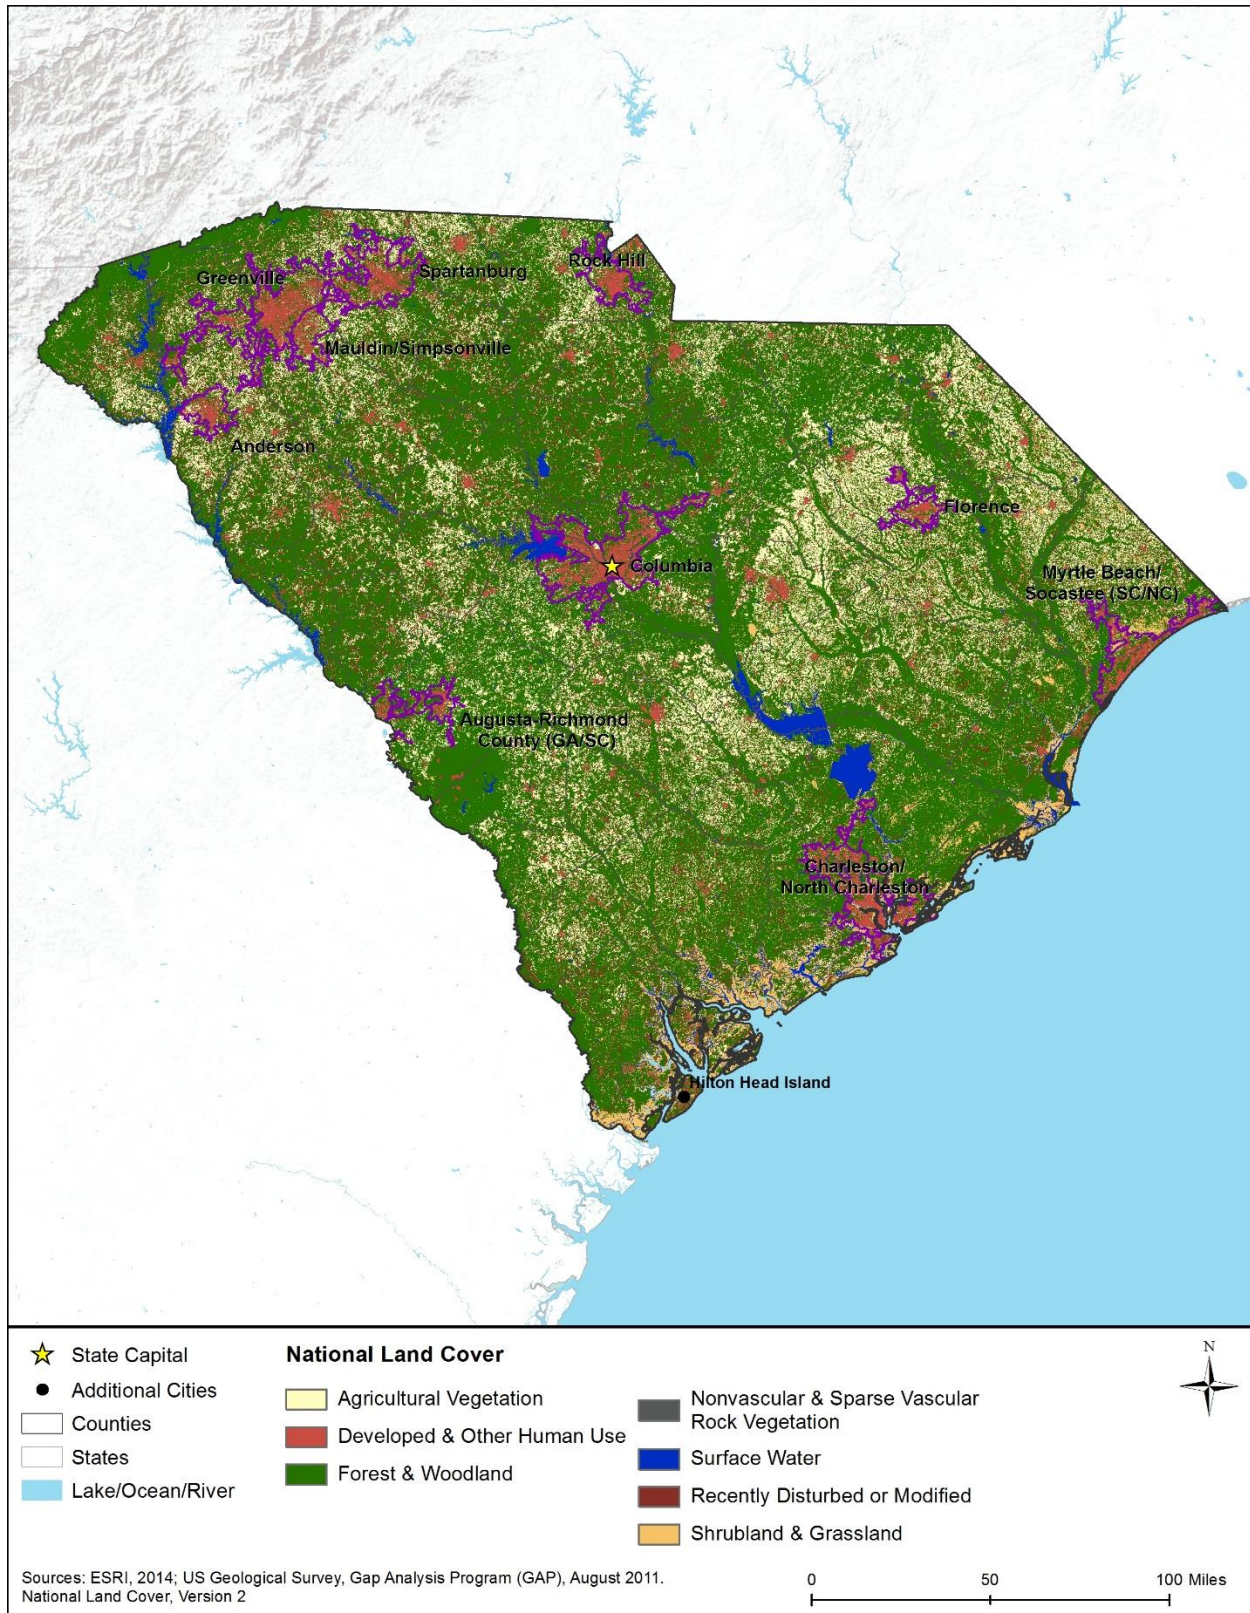 Greenville
Spartanburg
Rock Hill
Mauldin/Simpsonville
Anderson
Florence
Columbia
Myrtle Beach/
Socastee (SC/NC)
Augusta-Richmond
County (GA/SC)
Charleston/
North Charleston
Hilton Head Island
State Capital
Additional Cities
Counties
States
Lake/Ocean/River
National Land Cover
Agricultural Vegetation
Developed & Other Human Use
Forest & Woodland
Nonvascular & Sparse Vascular
Rock Vegetation
Surface Water
Recently Disturbed or Modified
Shrubland & Grassland
N
Sources: ESRI, 2014; US Geological Survey, Gap Analysis Program (GAP), August 2011.
National Land Cover, Version 2
0 50 100 Miles